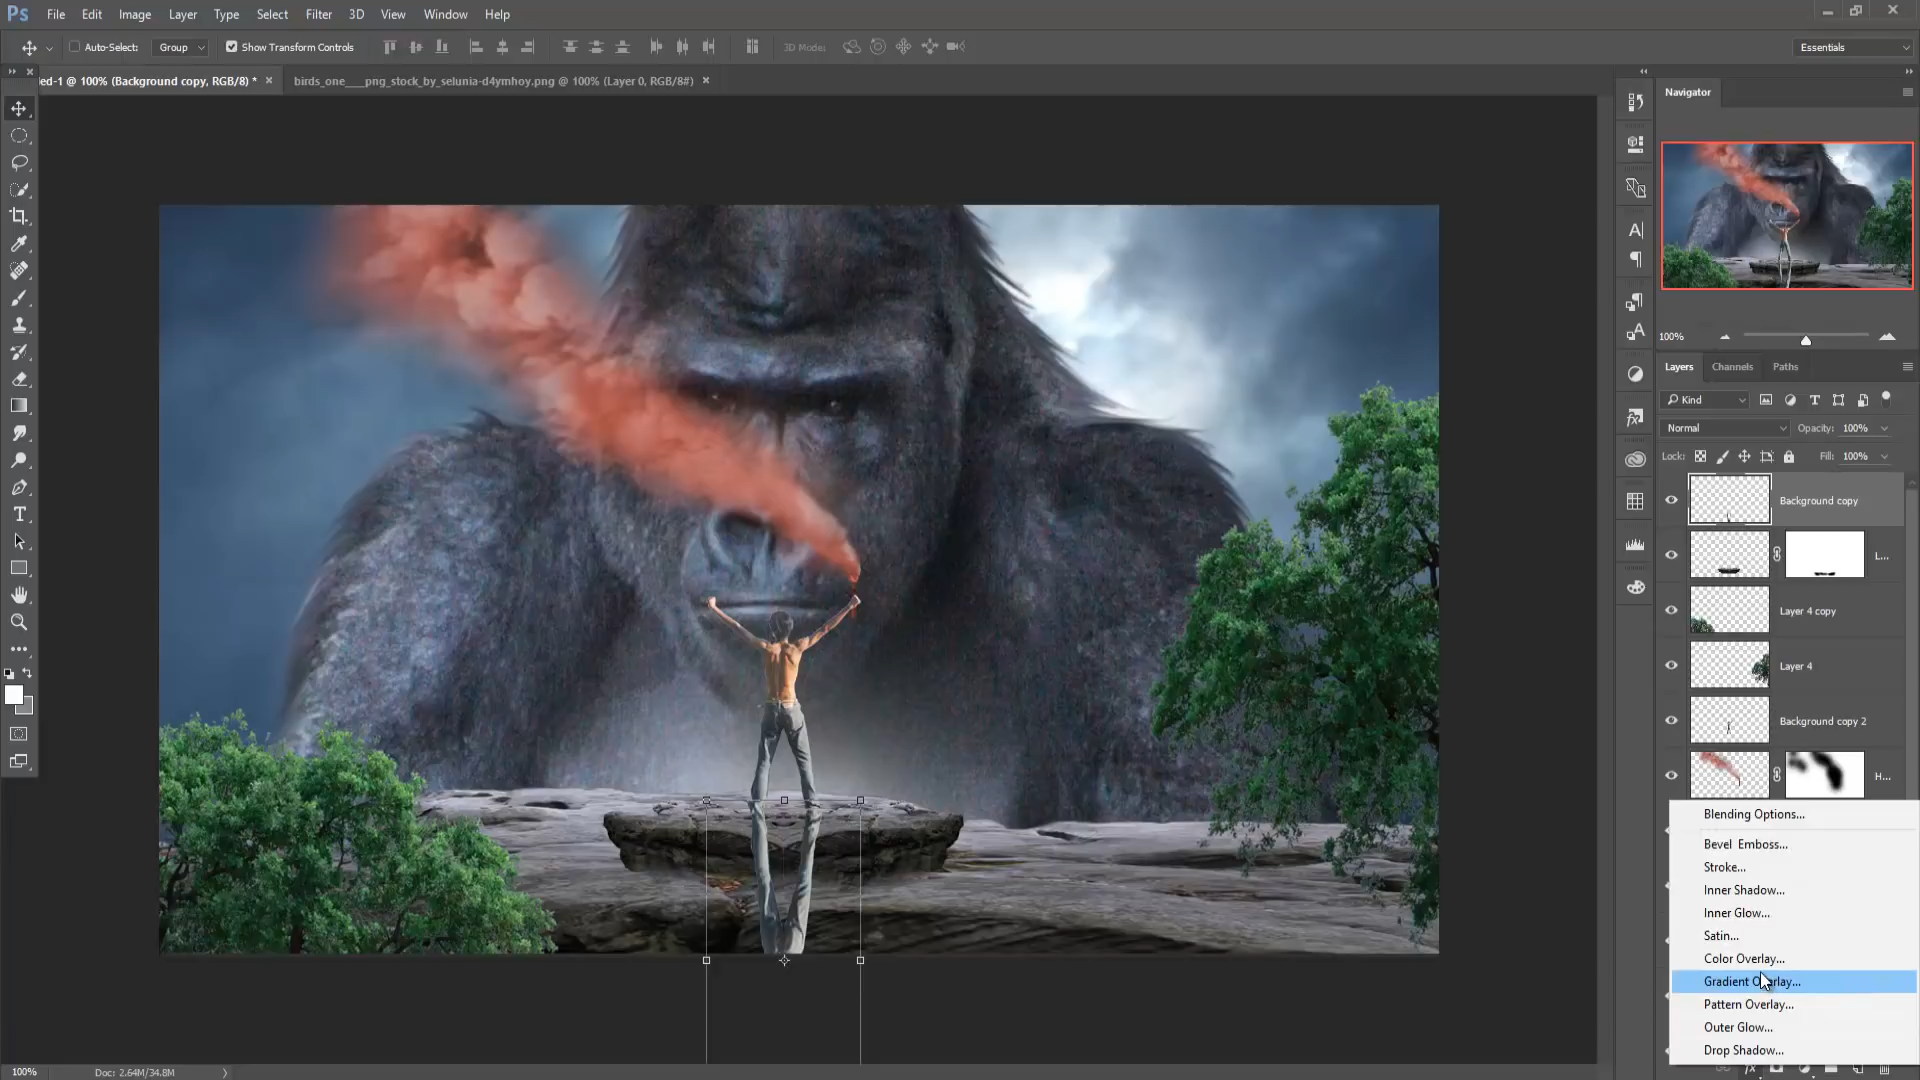 Ps File Edit Image Layer Type Select Filter 3D View Window Help
Auto-Select: Group Show Transform Controls 3D Mode: Essentials
ed-1 @ 100% (Background copy, RGB/8) * birds_one___png_stock_by_selunia-d4ymhoy.png @ 100% (Layer 0, RGB/8#)
Navigator
100%
Layers Channels Paths
Kind
Normal Opacity: 100%
Lock: Fill: 100%
Background copy
L...
Layer 4 copy
Layer 4
Background copy 2
H...
Blending Options...
Bevel Emboss...
Stroke...
Inner Shadow...
Inner Glow...
Satin...
Color Overlay...
Gradient Overlay...
Pattern Overlay...
Outer Glow...
Drop Shadow...
100% Doc: 2.64M/34.8M